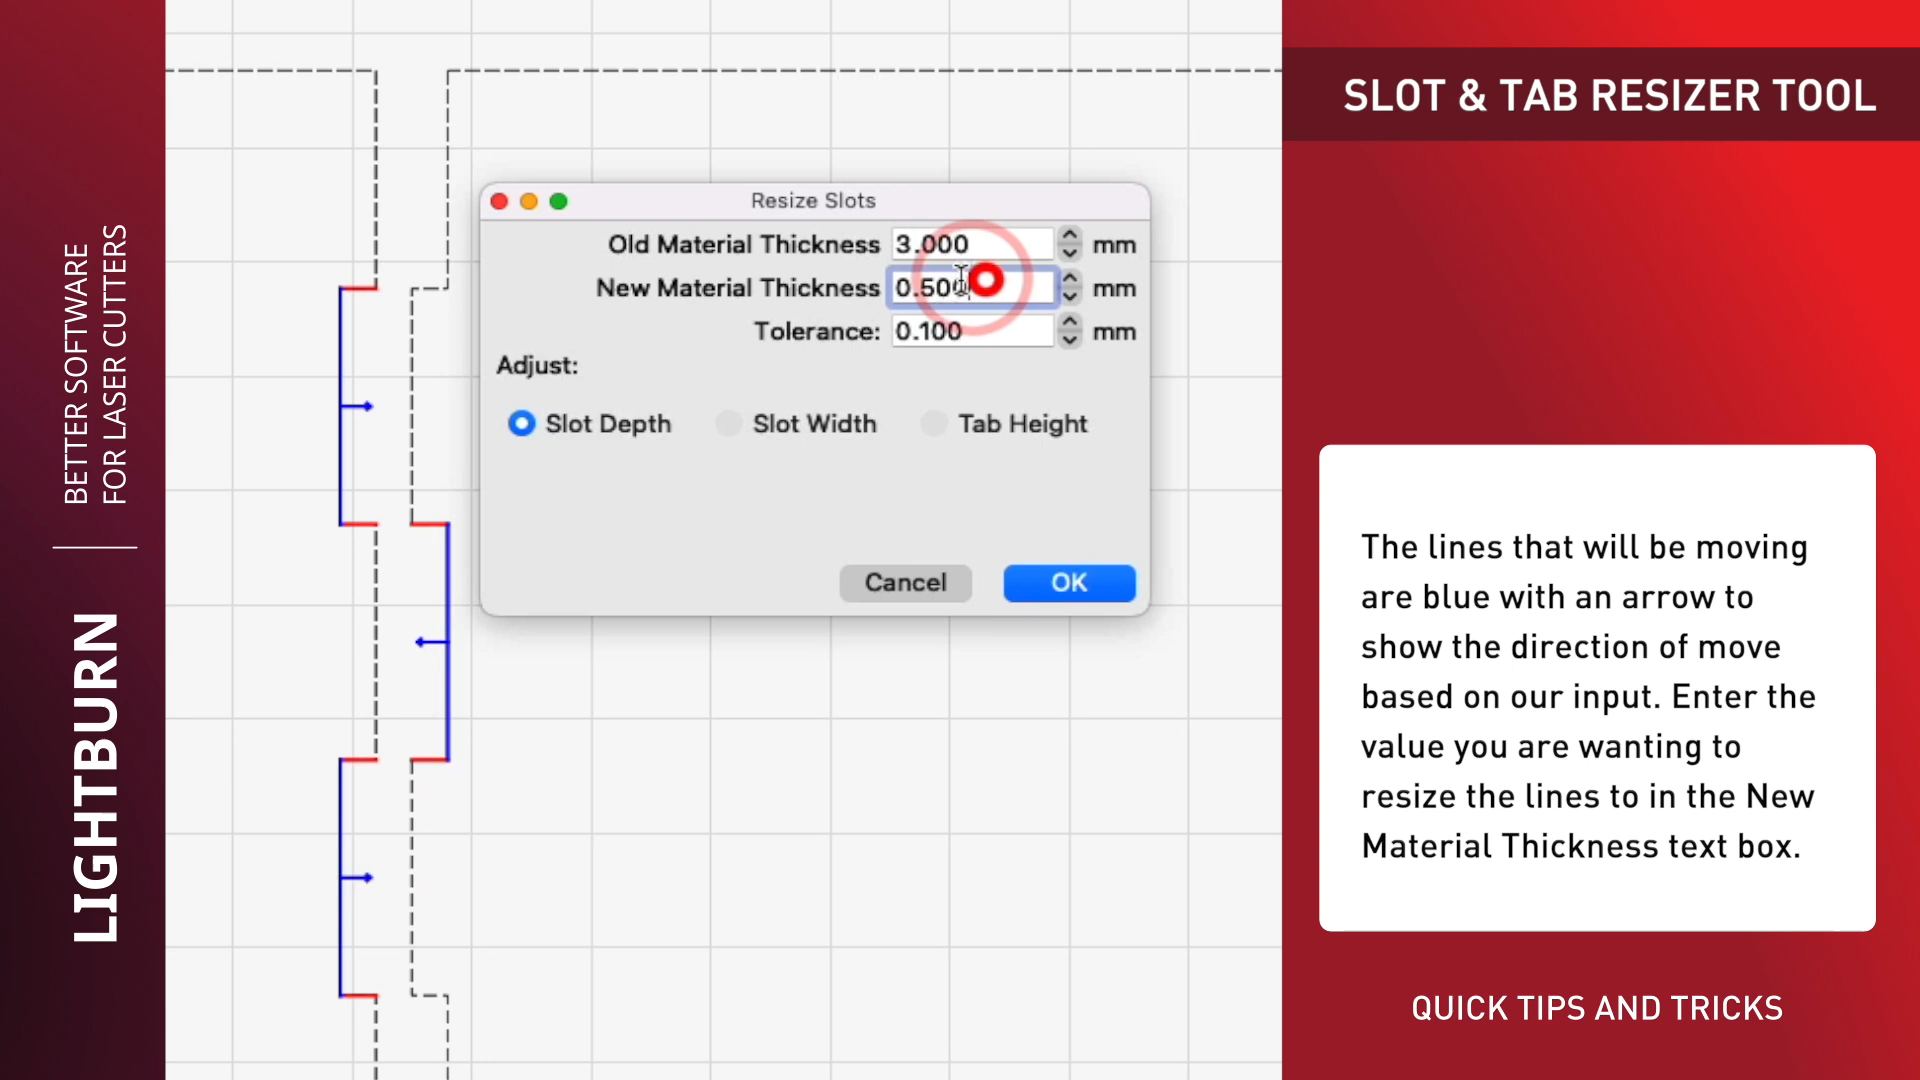 BETTER SOFTWARE
FOR LASER CUTTERS
LIGHTBURN
Resize Slots
Old Material Thickness 3.000 mm
New Material Thickness 0.500 mm
Tolerance: 0.100 mm
Adjust:
Slot Depth Slot Width Tab Height
Cancel OK
SLOT & TAB RESIZER TOOL
The lines that will be moving
are blue with an arrow to
show the direction of move
based on our input. Enter the
value you are wanting to
resize the lines to in the New
Material Thickness text box.
QUICK TIPS AND TRICKS